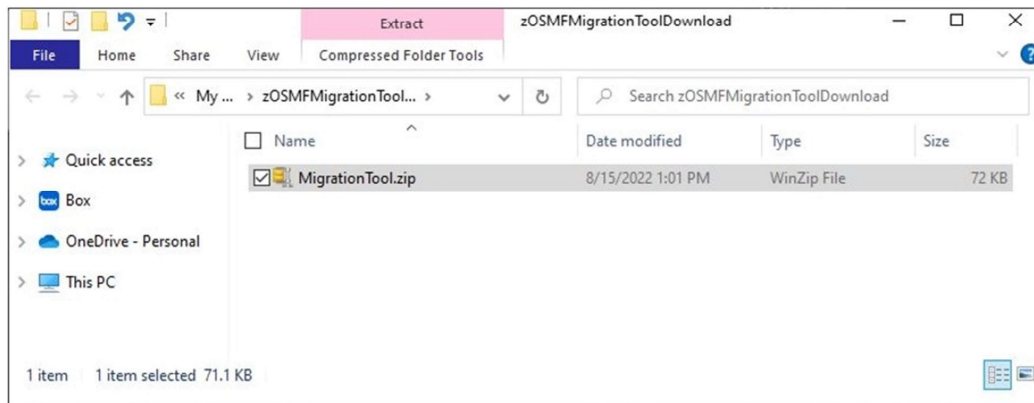 Extract
zOSMFMigrationToolDownload
File
Home
Share
View
Compressed Folder Tools
?
« My ... › zOSMFMigrationTool... ›
Search zOSMFMigrationToolDownload
Name
Date modified
Type
Size
Quick access
box Box
OneDrive - Personal
This PC
MigrationTool.zip
8/15/2022 1:01 PM
WinZip File
72 KB
1 item
1 item selected 71.1 KB